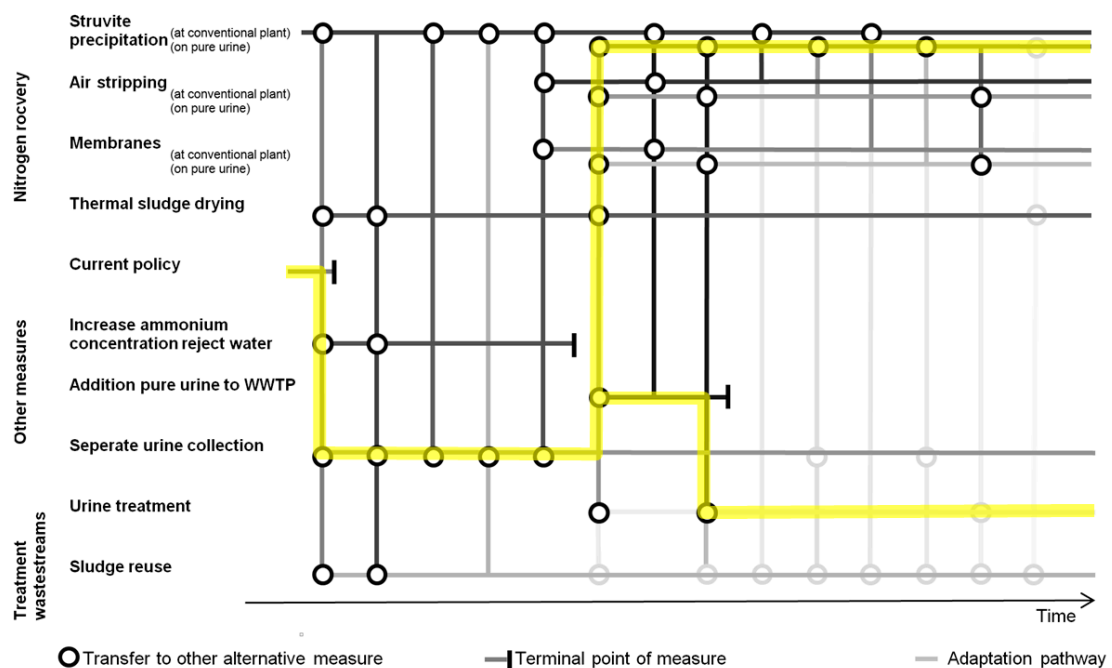 Nitrogen rocovery
Other measures
Treatment
wastestreams
Struvite
precipitation (at conventional plant)
(on pure urine)
Air stripping (at conventional plant)
(on pure urine)
Membranes (at conventional plant)
(on pure urine)
Thermal sludge drying
Current policy
Increase ammonium
concentration reject water
Addition pure urine to WWTP
Seperate urine collection
Urine treatment
Sludge reuse
Time
Transfer to other alternative measure
Terminal point of measure
Adaptation pathway